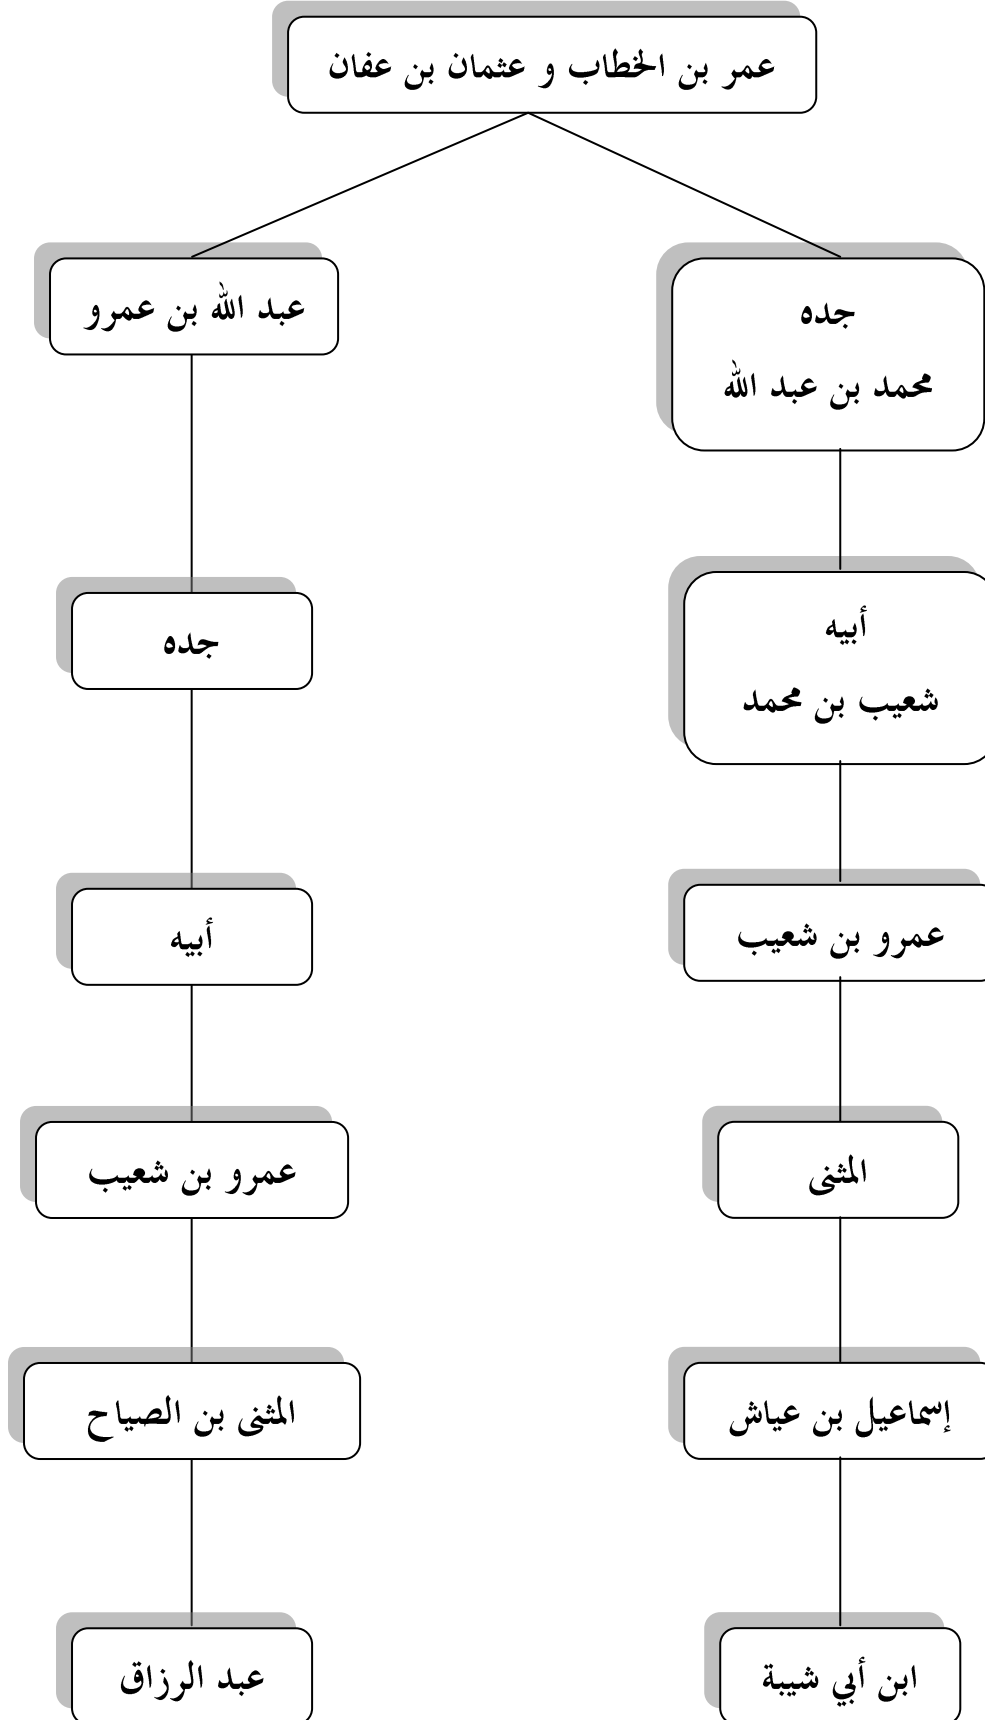 عمر بن الخطاب و عثمان بن عفان
جده
محمد بن عبد الله
عبد الله بن عمرو
أبيه
شعيب بن محمد
جده
عمرو بن شعيب
أبيه
المثنى
عمرو بن شعيب
إسماعيل بن عياش
المثنى بن الصياح
ابن أبي شيبة
عبد الرزاق